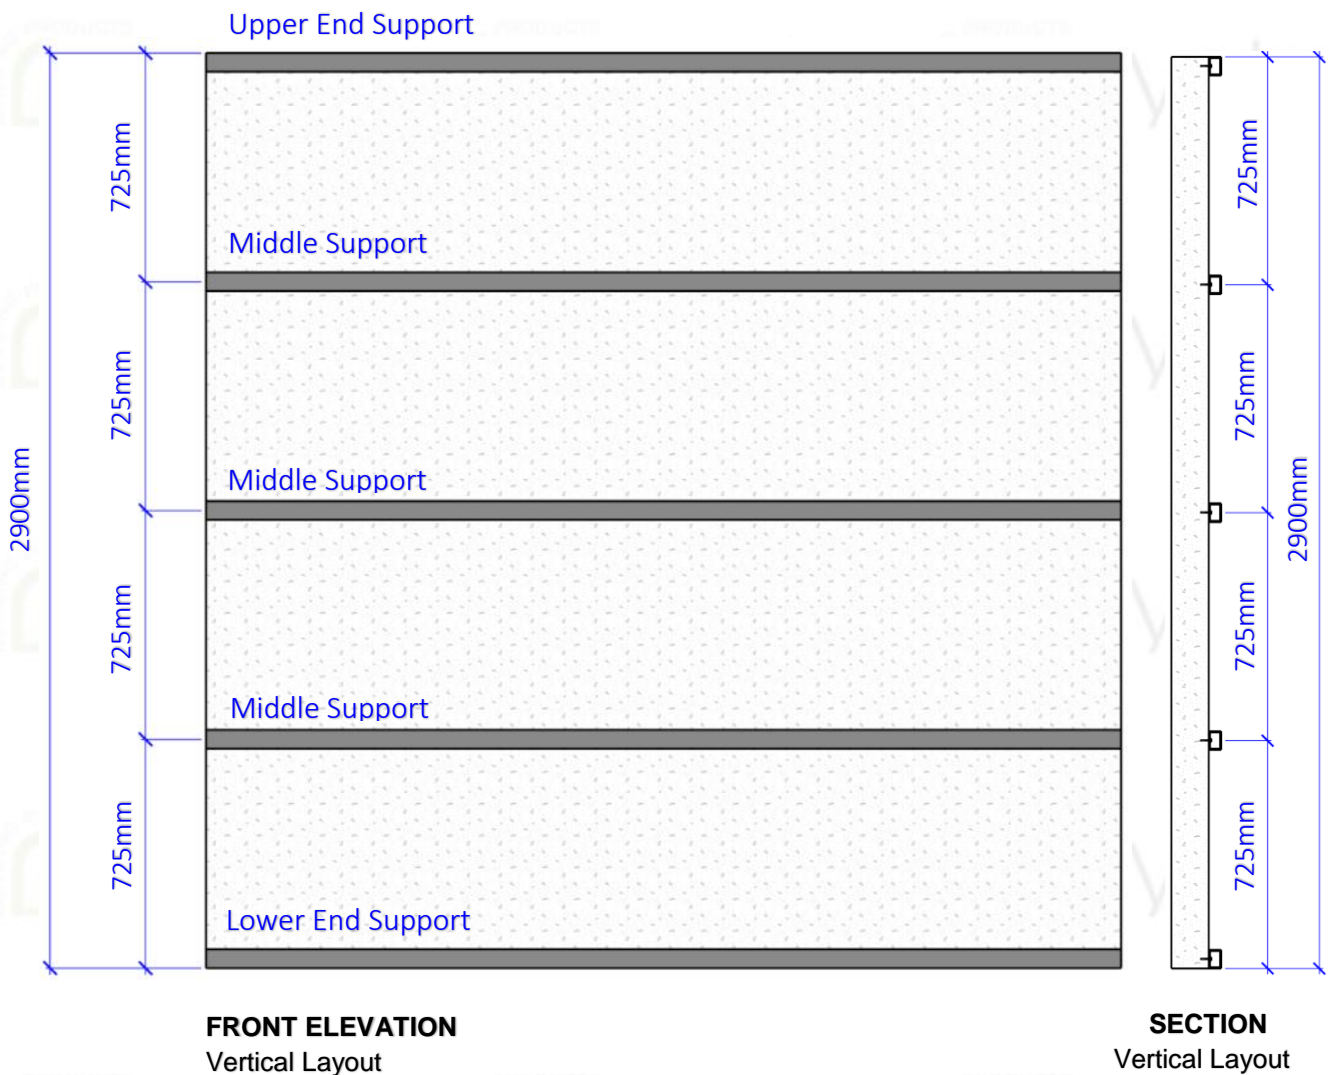 Upper End Support
725mm
725mm
Middle Support
725mm
725mm
Middle Support
2900mm
2900mm
725mm
725mm
Middle Support
725mm
725mm
Lower End Support
FRONT ELEVATION
Vertical Layout
SECTION
Vertical Layout